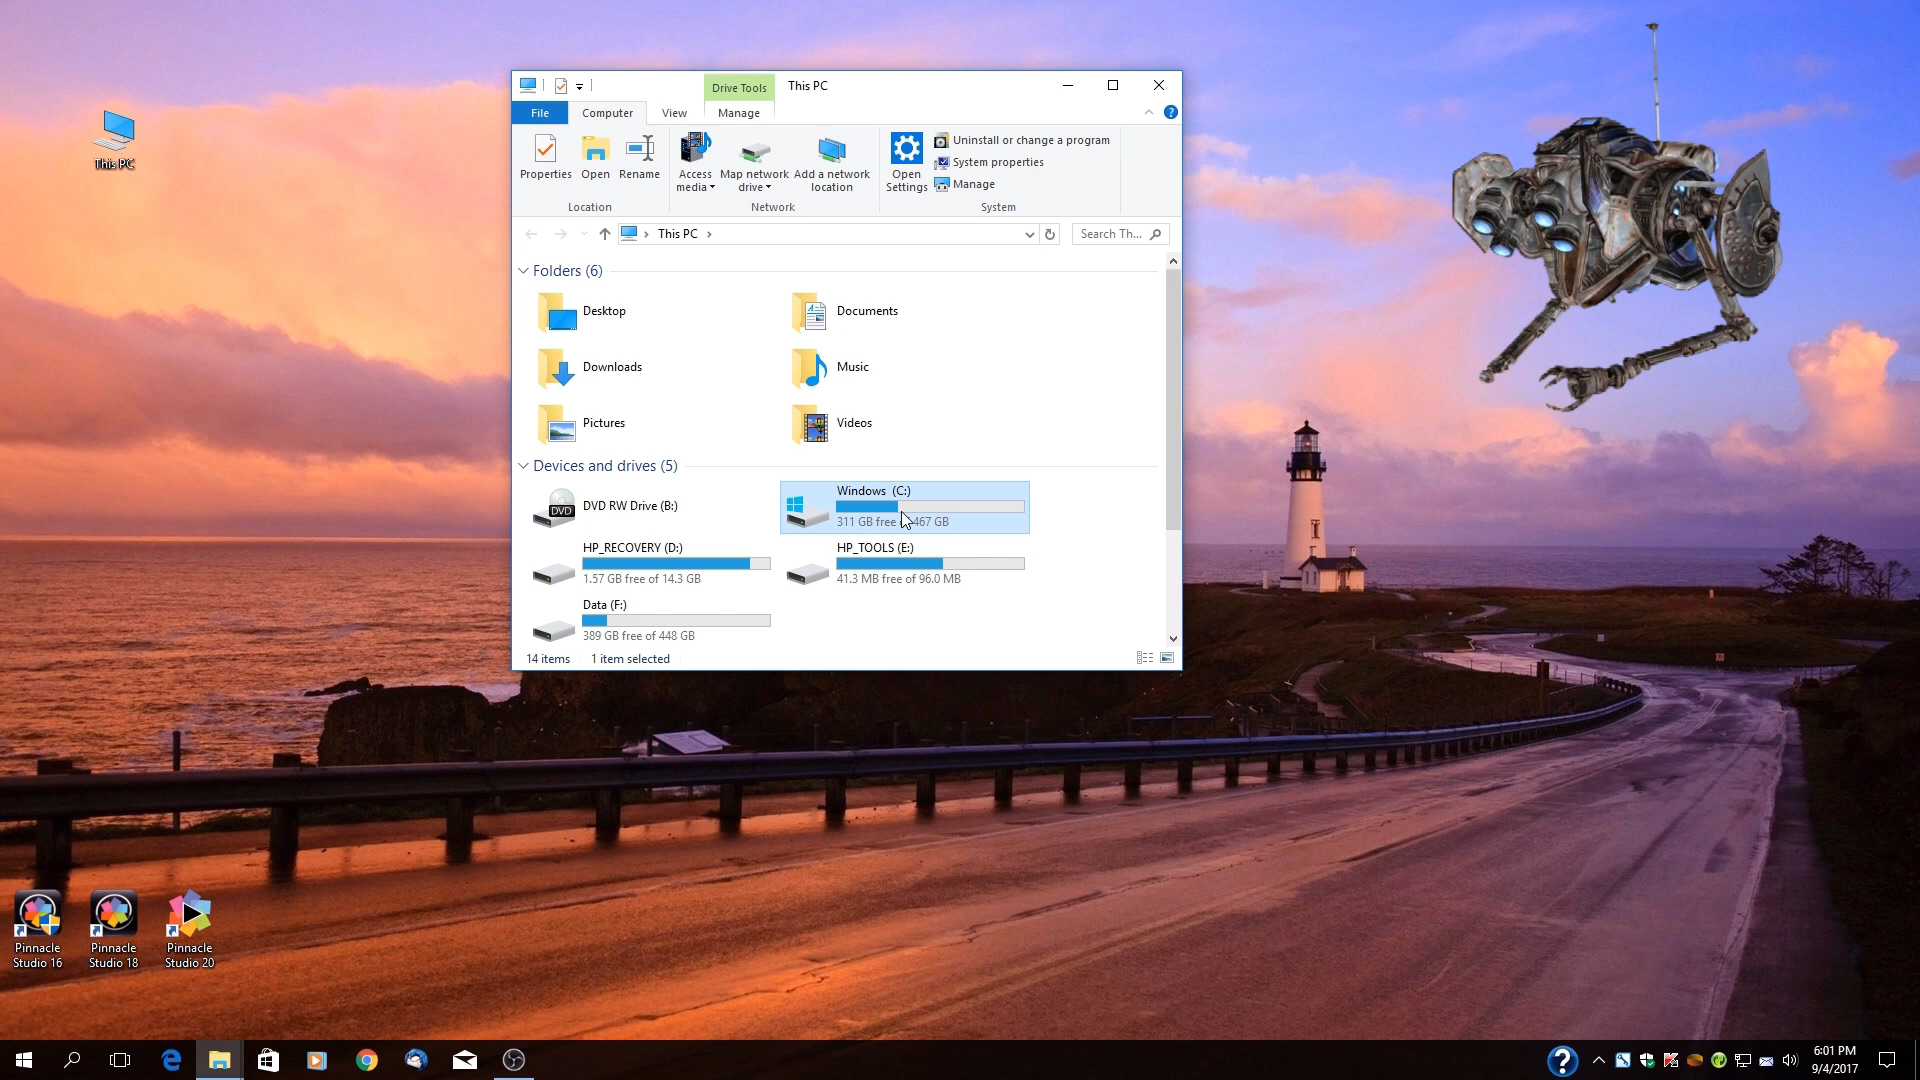 This PC
Drive Tools
This PC
File
Computer
View
Manage
Properties
Open
Rename
Access media
Map network drive
Add a network location
Open Settings
Uninstall or change a program
System properties
Manage
Location
Network
System
This PC
Search Th...
Folders (6)
Desktop
Documents
Downloads
Music
Pictures
Videos
Devices and drives (5)
DVD
DVD RW Drive (B:)
Windows (C:)
311 GB free 467 GB
HP_RECOVERY (D:)
1.57 GB free of 14.3 GB
HP_TOOLS (E:)
41.3 MB free of 96.0 MB
Data (F:)
389 GB free of 448 GB
14 items
1 item selected
Pinnacle Studio 16
Pinnacle Studio 18
Pinnacle Studio 20
6:01 PM
9/4/2017